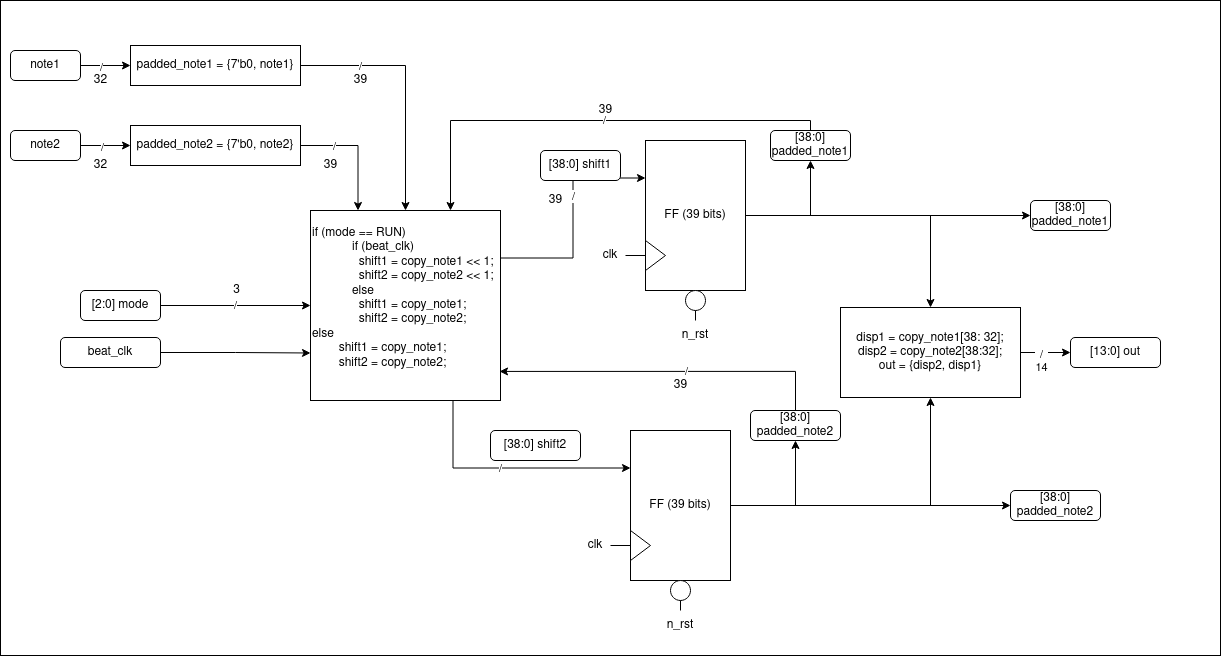 note1
32
padded_note1 = {7'b0, note1}
39
note2
32
padded_note2 = {7'b0, note2}
39
39
[38:0]
padded_note1
[38:0] shift1
39
FF (39 bits)
clk
n_rst
[38:0]
padded_note1
if (mode == RUN)
if (beat_clk)
shift1 = copy_note1 << 1;
shift2 = copy_note2 << 1;
else
shift1 = copy_note1;
shift2 = copy_note2;
else
shift1 = copy_note1;
shift2 = copy_note2;
[2:0] mode
3
beat_clk
disp1 = copy_note1[38: 32];
disp2 = copy_note2[38:32];
out = {disp2, disp1}
14
[13:0] out
39
[38:0]
padded_note2
[38:0] shift2
FF (39 bits)
clk
n_rst
[38:0]
padded_note2